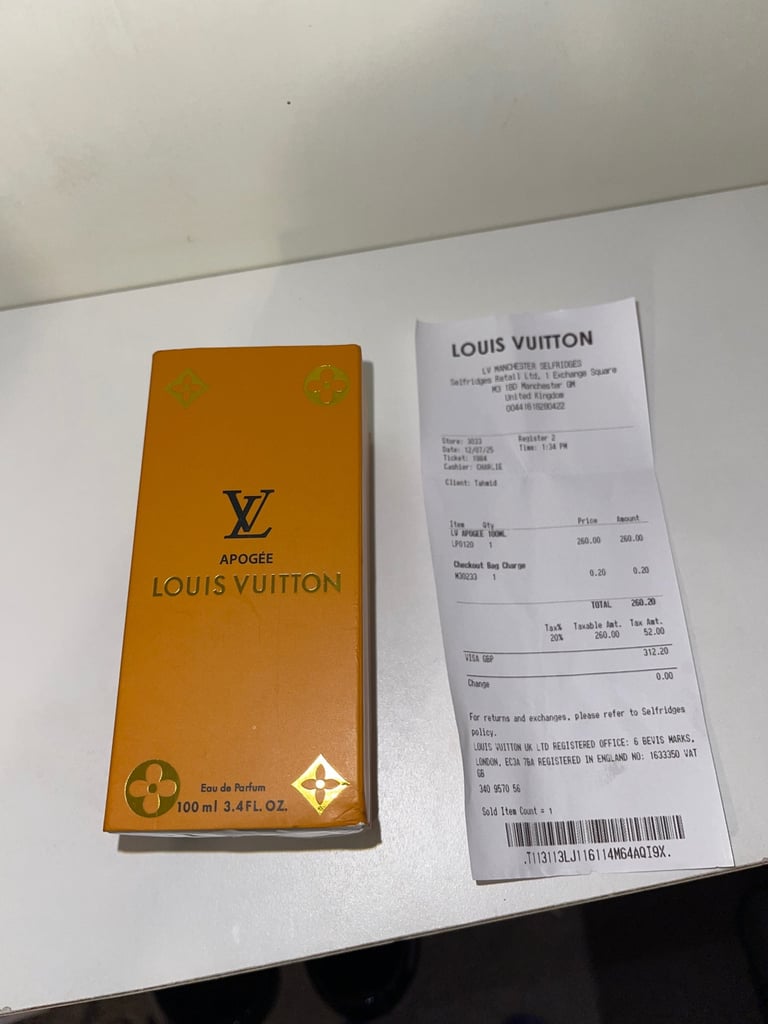 LV
APOGÉE
LOUIS VUITTON
Eau de Parfum
100 ml 3.4FL. OZ.
LOUIS VUITTON
LV MANCHESTER SELFRIDGES
Selfridges Retail Ltd, 1 Exchange Square
M3 1BD Manchester GM
United Kingdom
00441618280422
Store: 3033 Register 2
Date: 12/07/25 Time: 1:34 PM
Ticket: 1984
Cashier: CHARLIE
Client: Tahmid
Item Qty Price Amount
LV APOGEE 100ML
LP0120 1 260.00 260.00
Checkout Bag Charge
M30233 1 0.20 0.20
TOTAL 260.20
Tax% Taxable Amt. Tax Amt.
20% 260.00 52.00
VISA GBP 312.20
Change 0.00
For returns and exchanges, please refer to Selfridges
policy.
LOUIS VUITTON UK LTD REGISTERED OFFICE: 6 BEVIS MARKS,
LONDON, EC3A 7BA REGISTERED IN ENGLAND NO: 1633350 VAT
GB
340 9570 56
Sold Item Count = 1
.T113113LJ116114M64AQI9X.